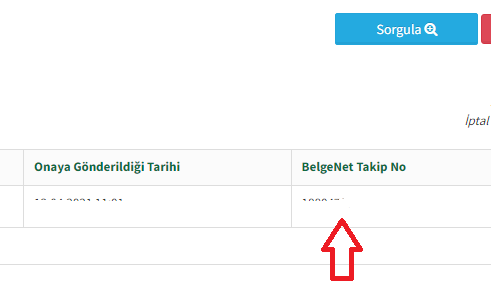 Sorgula
İptal
Onaya Gönderildiği Tarihi BelgeNet Takip No